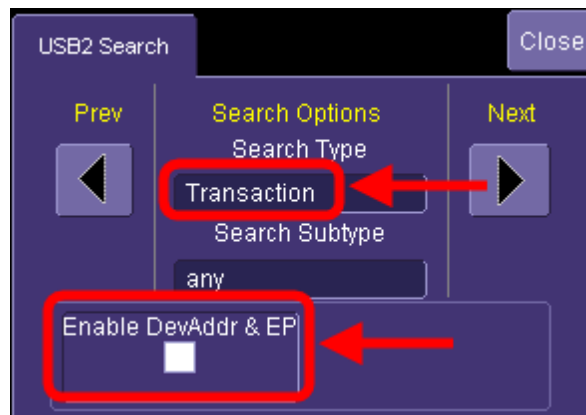 USB2 Search
Close
Prev
Search Options
Next
Search Type
Transaction
Search Subtype
any
Enable DevAddr & EP